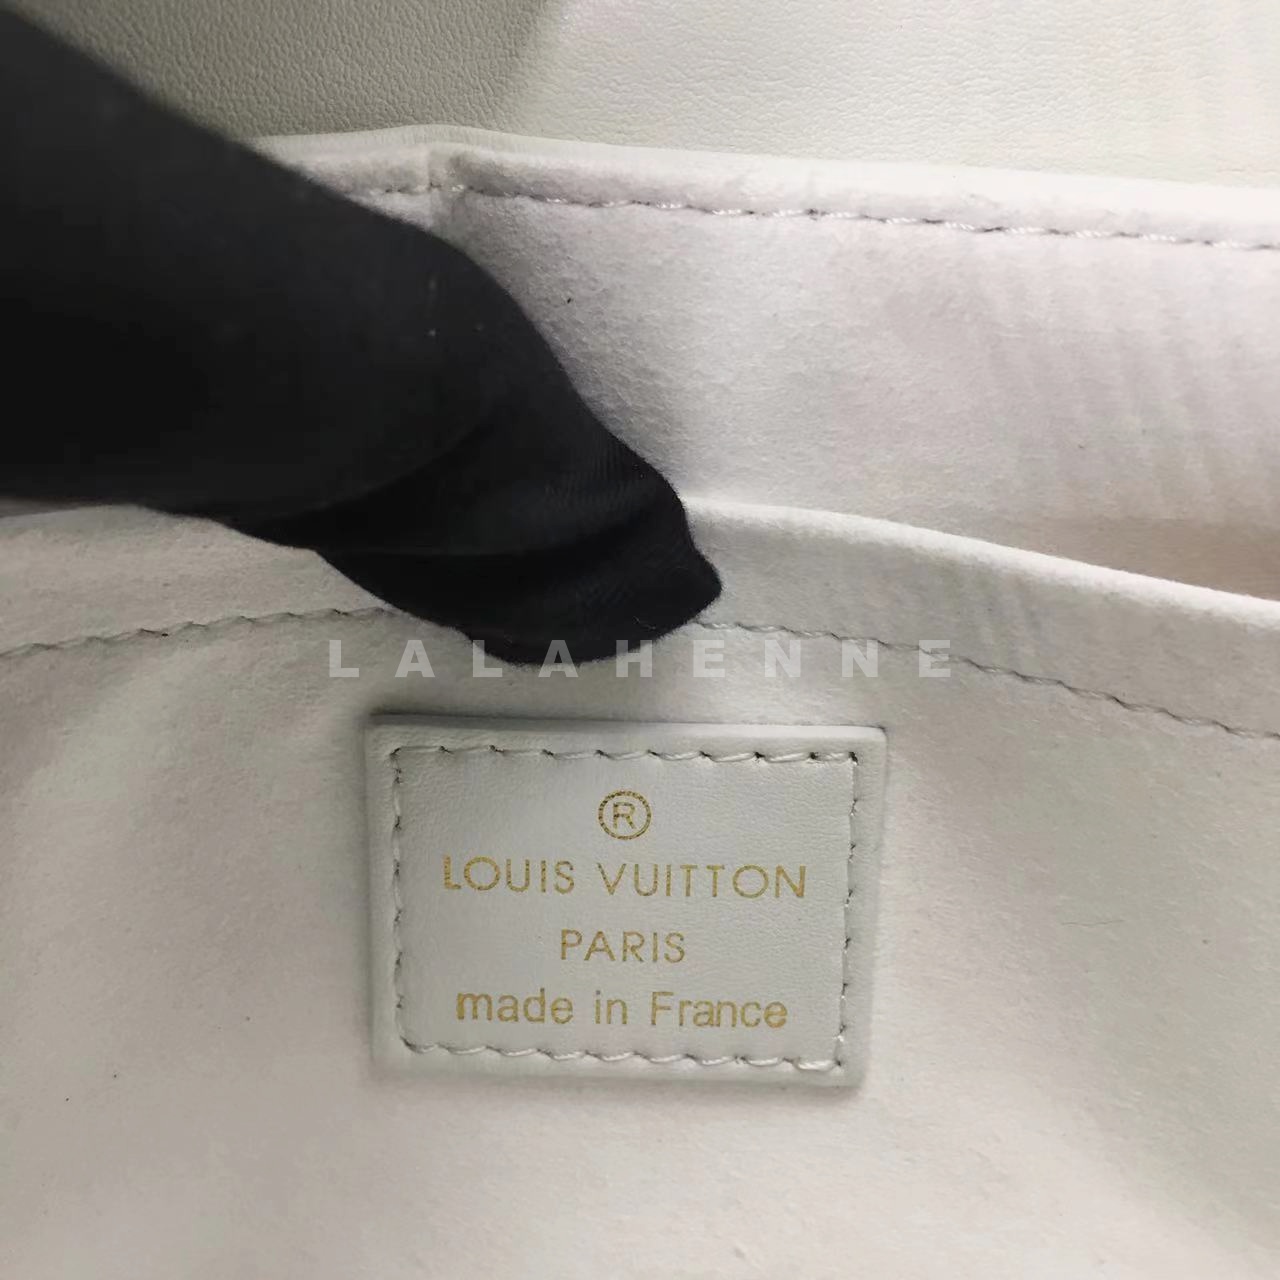 LALAHENNE
®
LOUIS VUITTON
PARIS
made in France